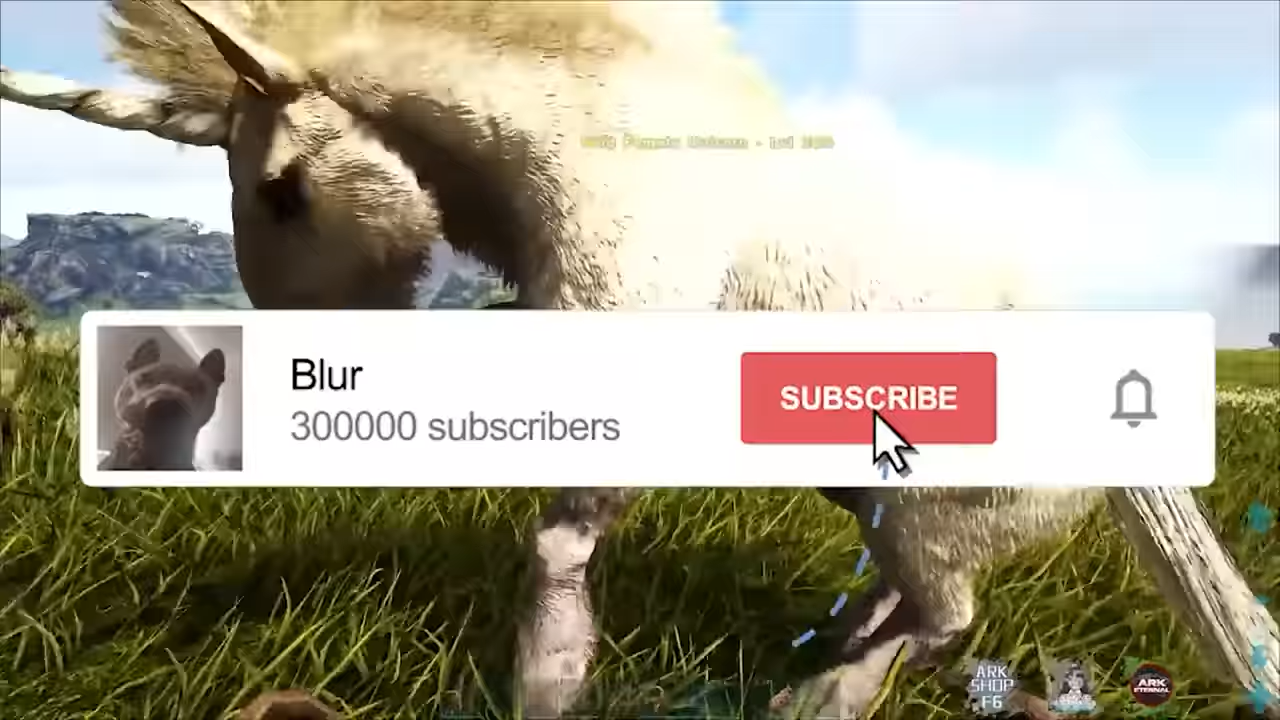 Blur
300000 subscribers
SUBSCRIBE
ARK
SHOP
F6
ARK
ETERNAL